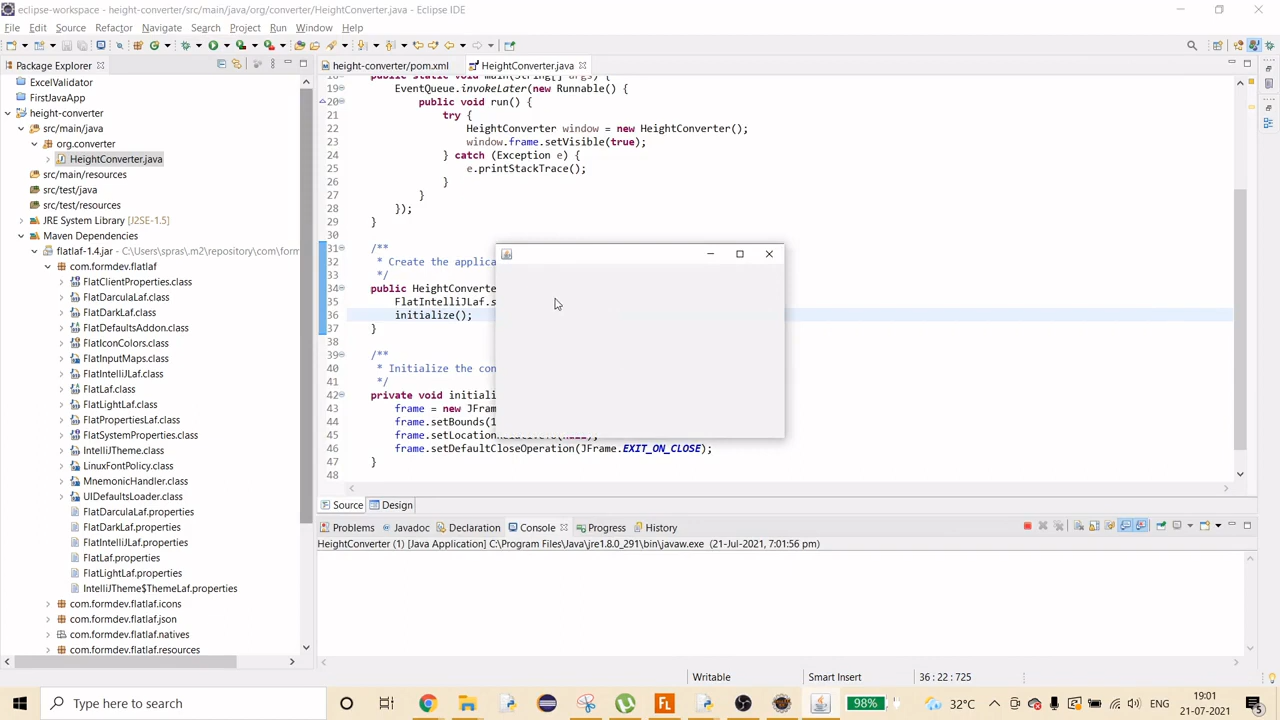 eclipse-workspace - height-converter/src/main/java/org/converter/HeightConverter.java - Eclipse IDE
File Edit Source Refactor Navigate Search Project Run Window Help
Package Explorer
ExcelValidator
FirstJavaApp
height-converter
src/main/java
org.converter
HeightConverter.java
src/main/resources
src/test/java
src/test/resources
JRE System Library [J2SE-1.5]
Maven Dependencies
flatlaf-1.4.jar - C:\Users\spras\.m2\repository\com\form
com.formdev.flatlaf
FlatClientProperties.class
FlatDarculaLaf.class
FlatDarkLaf.class
FlatDefaultsAddon.class
FlatIconColors.class
FlatInputMaps.class
FlatIntelliJLaf.class
FlatLaf.class
FlatLightLaf.class
FlatPropertiesLaf.class
FlatSystemProperties.class
IntelliJTheme.class
LinuxFontPolicy.class
MnemonicHandler.class
UIDefaultsLoader.class
FlatDarculaLaf.properties
FlatDarkLaf.properties
FlatIntelliJLaf.properties
FlatLaf.properties
FlatLightLaf.properties
IntelliJTheme$ThemeLaf.properties
com.formdev.flatlaf.icons
com.formdev.flatlaf.json
com.formdev.flatlaf.natives
com.formdev.flatlaf.resources
height-converter/pom.xml HeightConverter.java
18 public static void main(String[] args) {
19 EventQueue.invokeLater(new Runnable() {
20 public void run() {
21 try {
22 HeightConverter window = new HeightConverter();
23 window.frame.setVisible(true);
24 } catch (Exception e) {
25 e.printStackTrace();
26 }
27 }
28 });
29 }
30
31 /**
32 * Create the applica
33 */
34 public HeightConverte
35 FlatIntelliJLaf.s
36 initialize();
37 }
38
39 /**
40 * Initialize the con
41 */
42 private void initiali
43 frame = new JFram
44 frame.setBounds(1
45 frame.setLocationRelativeTo(null);
46 frame.setDefaultCloseOperation(JFrame.EXIT_ON_CLOSE);
47 }
48
Source Design
Problems Javadoc Declaration Console Progress History
HeightConverter (1) [Java Application] C:\Program Files\Java\jre1.8.0_291\bin\javaw.exe (21-Jul-2021, 7:01:56 pm)
Writable Smart Insert 36 : 22 : 725
Type here to search
FL
98%
32°C
ENG
19:01
21-07-2021
5